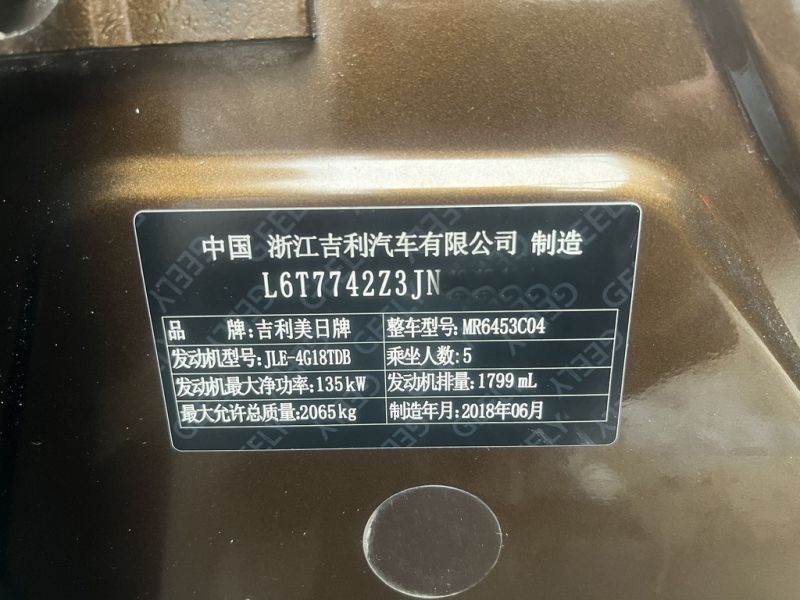 中国 浙江吉利汽车有限公司 制造
L6T7742Z3JN
品 牌:吉利美日牌 整车型号:MR6453C04
发动机型号:JLE-4G18TDB 乘坐人数:5
发动机最大净功率:135kW 发动机排量:1799mL
最大允许总质量:2065kg 制造年月:2018年06月
GEELY